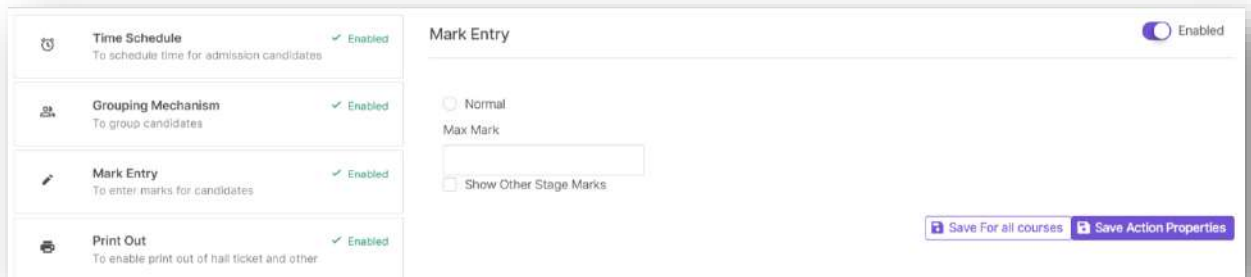 Time Schedule
Enabled
To schedule time for admission candidates
Grouping Mechanism
Enabled
To group candidates
Mark Entry
Enabled
To enter marks for candidates
Print Out
Enabled
To enable print out of hall ticket and other
Mark Entry
Enabled
Normal
Max Mark
Show Other Stage Marks
Save For all courses
Save Action Properties